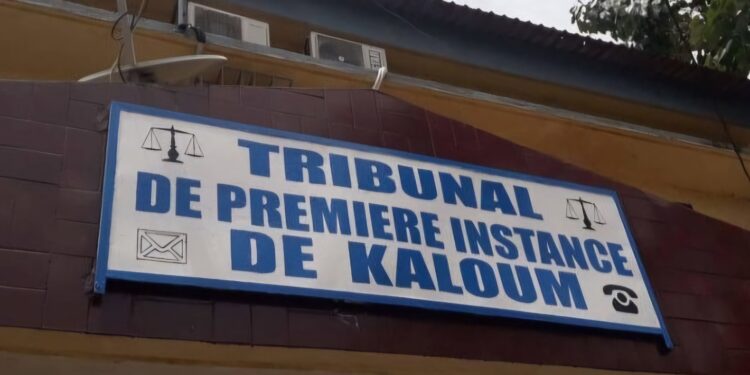 TRIBUNAL
DE PREMIERE INSTANCE
DE KALOUM